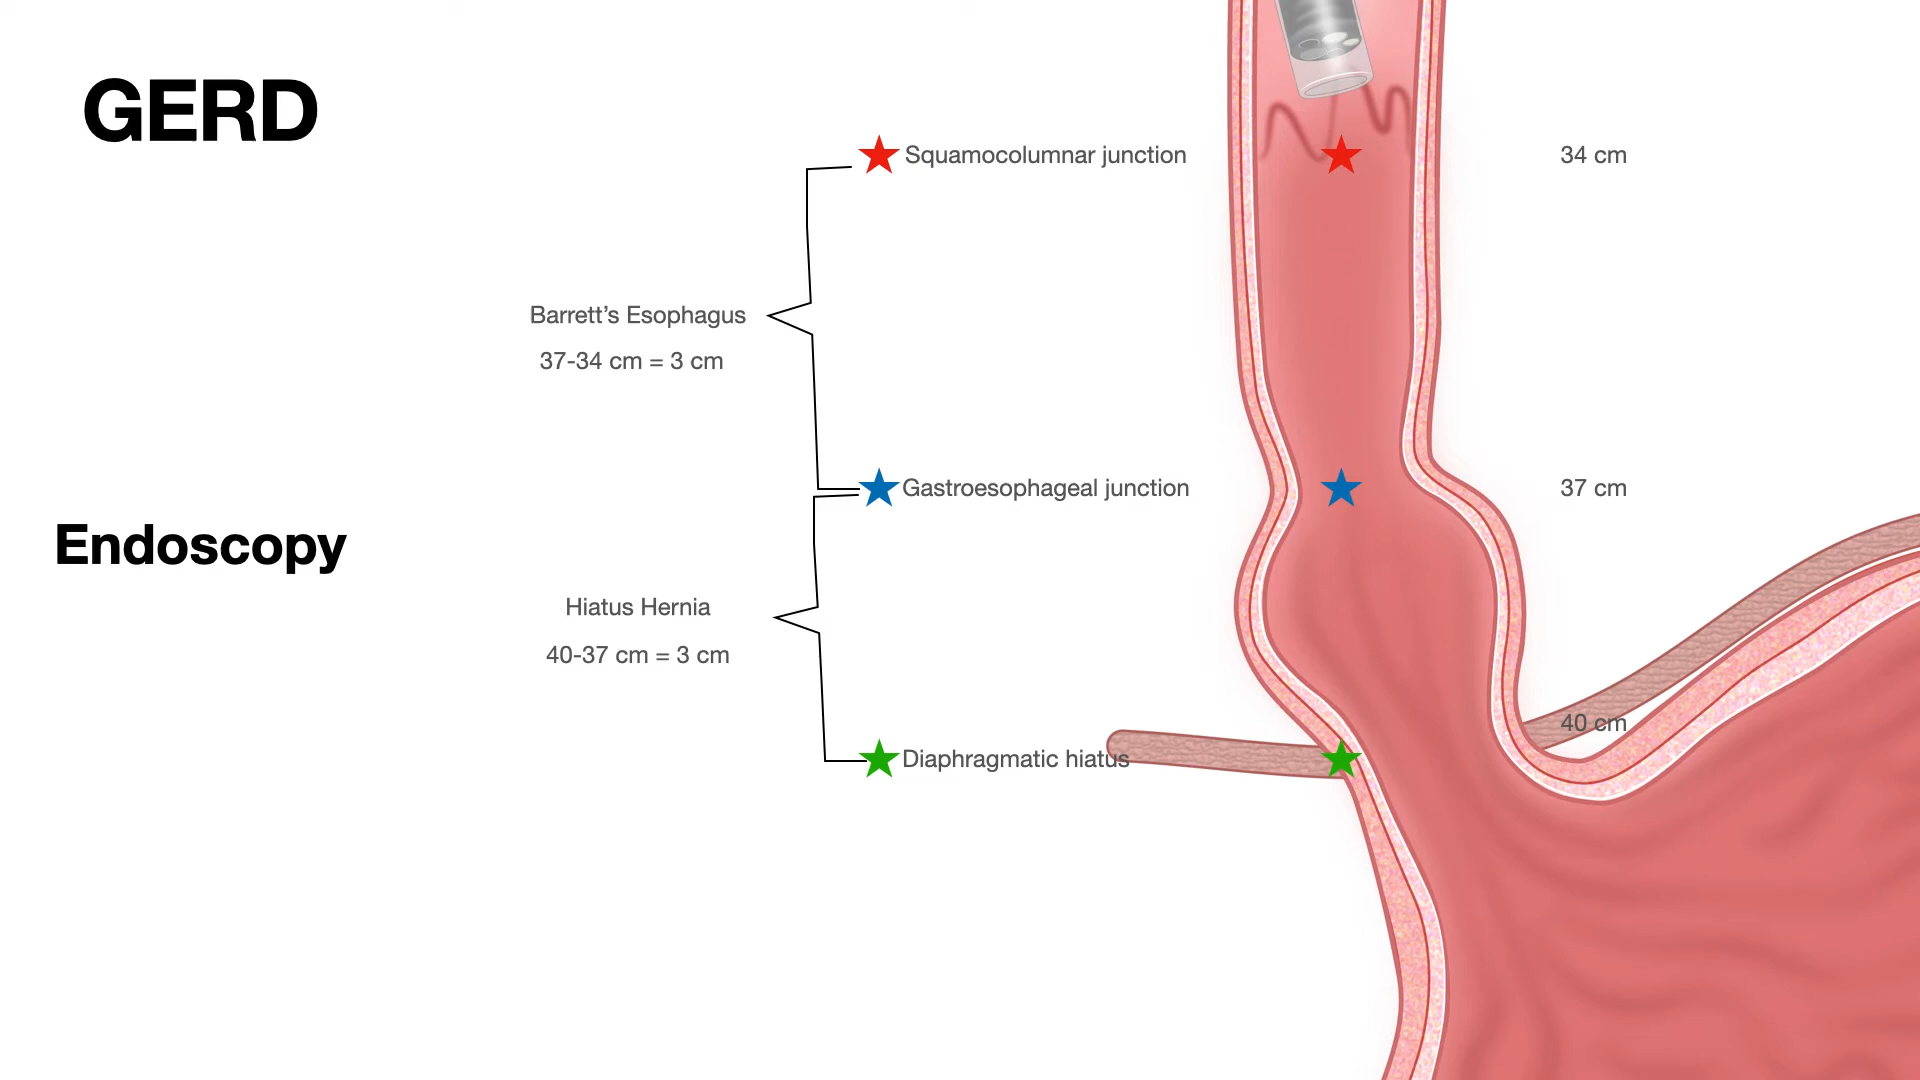 GERD
Squamocolumnar junction
34 cm
Barrett’s Esophagus
37-34 cm = 3 cm
Gastroesophageal junction
37 cm
Endoscopy
Hiatus Hernia
40-37 cm = 3 cm
40 cm
Diaphragmatic hiatus